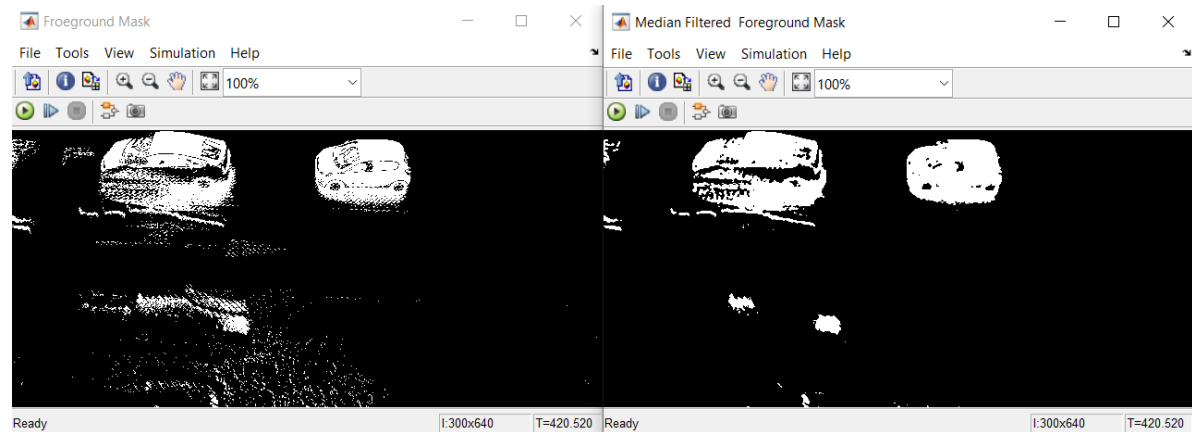 Froeground Mask
File Tools View Simulation Help
100%
Ready I:300x640 T=420.520
Median Filtered Foreground Mask
File Tools View Simulation Help
100%
Ready I:300x640 T=420.520